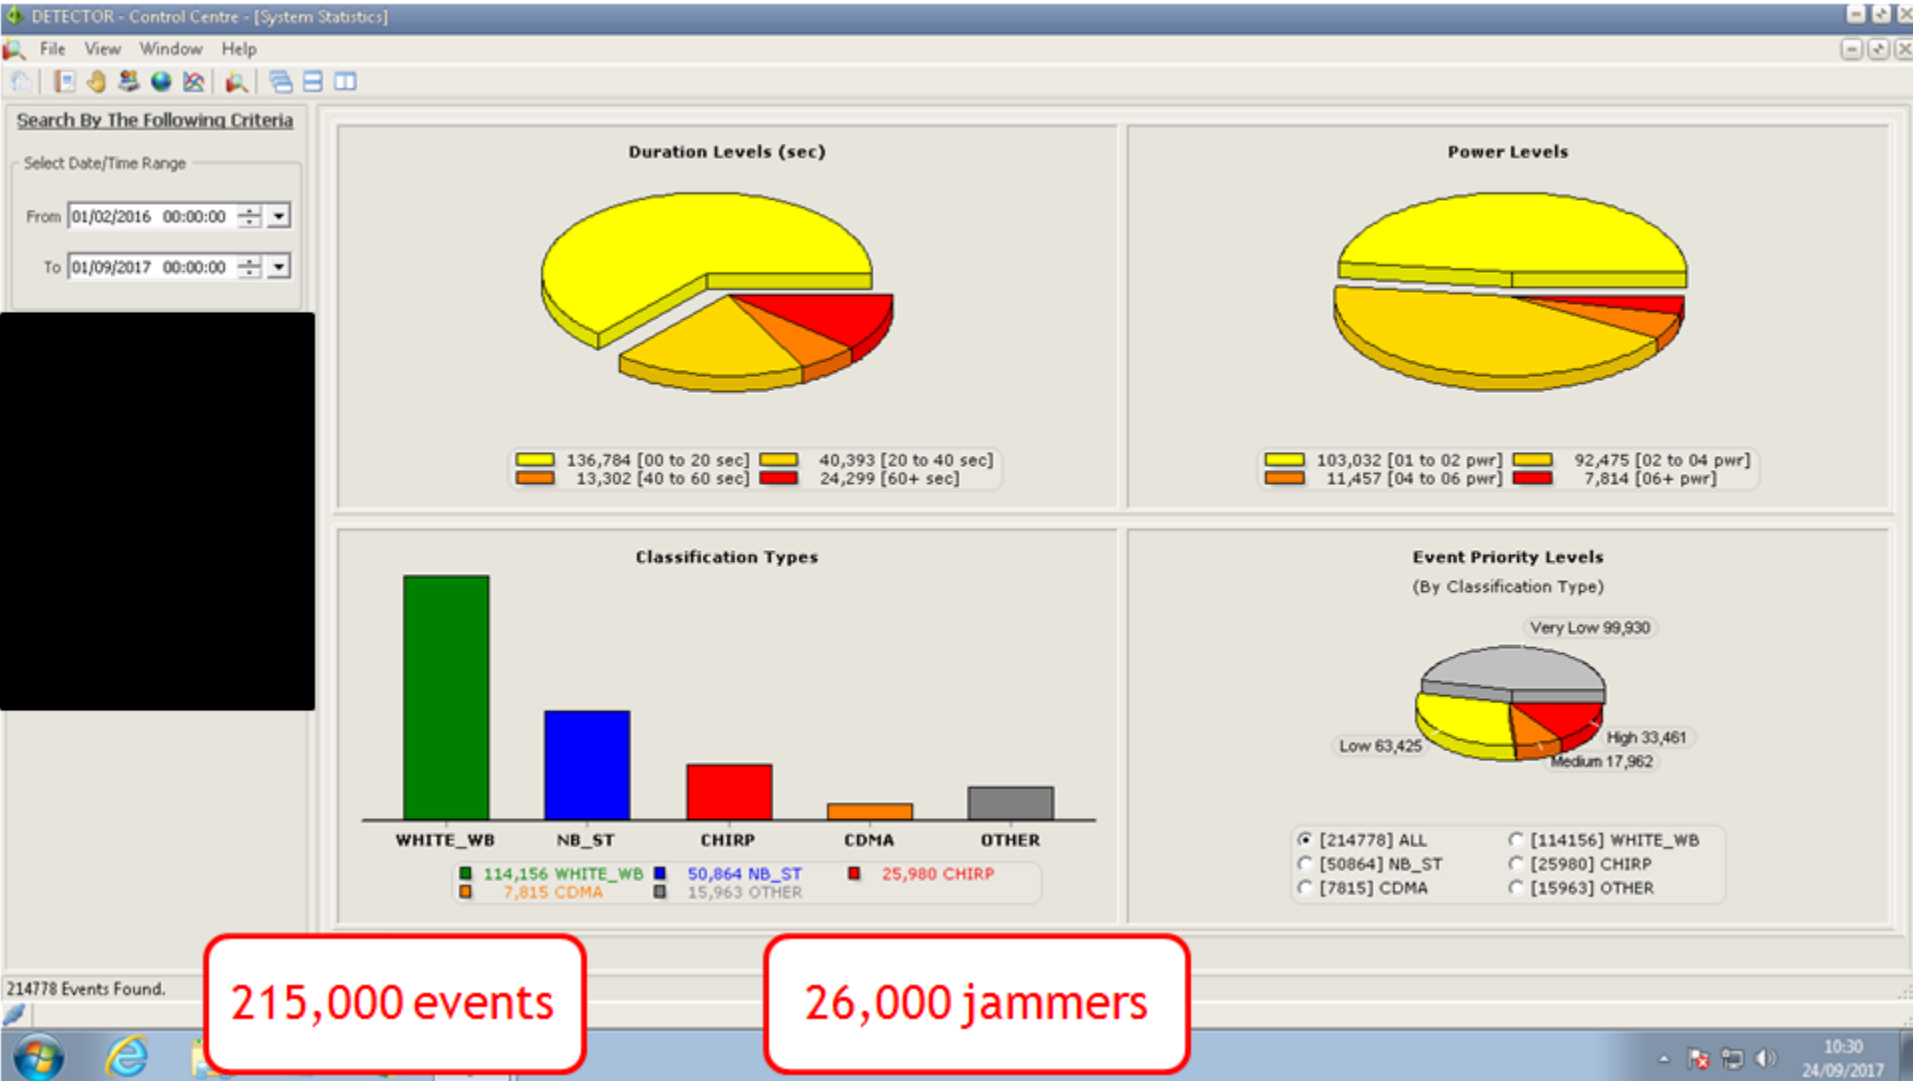 DETECTOR - Control Centre - [System Statistics]
File View Window Help
Search By The Following Criteria
Select Date/Time Range
From 01/02/2016 00:00:00
To 01/09/2017 00:00:00
Duration Levels (sec)
136,784 [00 to 20 sec] 40,393 [20 to 40 sec]
13,302 [40 to 60 sec] 24,299 [60+ sec]
Power Levels
103,032 [01 to 02 pwr] 92,475 [02 to 04 pwr]
11,457 [04 to 06 pwr] 7,814 [06+ pwr]
Classification Types
WHITE_WB NB_ST CHIRP CDMA OTHER
114,156 WHITE_WB 50,864 NB_ST 25,980 CHIRP
7,815 CDMA 15,963 OTHER
Event Priority Levels
(By Classification Type)
Very Low 99,930
Low 63,425
High 33,461
Medium 17,962
[214778] ALL [114156] WHITE_WB
[50864] NB_ST [25980] CHIRP
[7815] CDMA [15963] OTHER
214778 Events Found.
215,000 events
26,000 jammers
10:30
24/09/2017